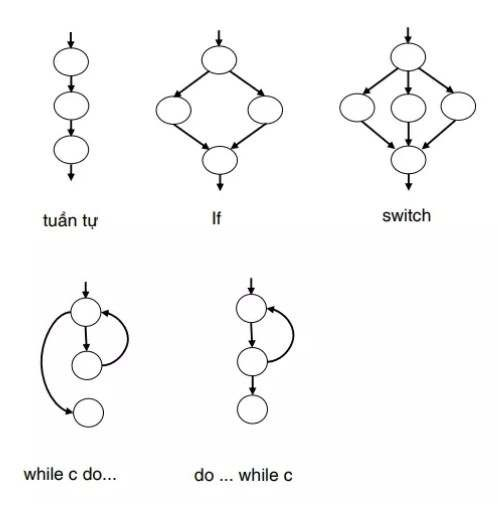 tuần tự
If
switch
while c do...
do ... while c